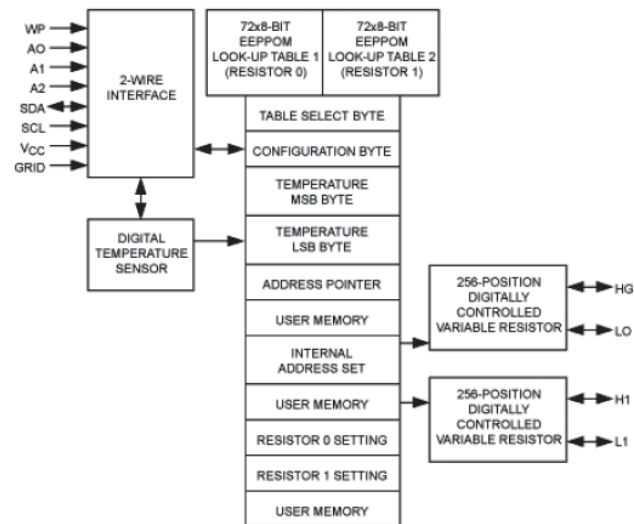 WP
AO
A1
A2
SDA
SCL
VCC
GRID
2-WIRE
INTERFACE
DIGITAL
TEMPERATURE
SENSOR
72x8-BIT
EEPPOM
LOOK-UP TABLE 1
(RESISTOR 0)
72x8-BIT
EEPPOM
LOOK-UP TABLE 2
(RESISTOR 1)
TABLE SELECT BYTE
CONFIGURATION BYTE
TEMPERATURE
MSB BYTE
TEMPERATURE
LSB BYTE
ADDRESS POINTER
USER MEMORY
INTERNAL
ADDRESS SET
USER MEMORY
RESISTOR 0 SETTING
RESISTOR 1 SETTING
USER MEMORY
256-POSITION
DIGITALLY
CONTROLLED
VARIABLE RESISTOR
HG
LO
256-POSITION
DIGITALLY
CONTROLLED
VARIABLE RESISTOR
H1
L1